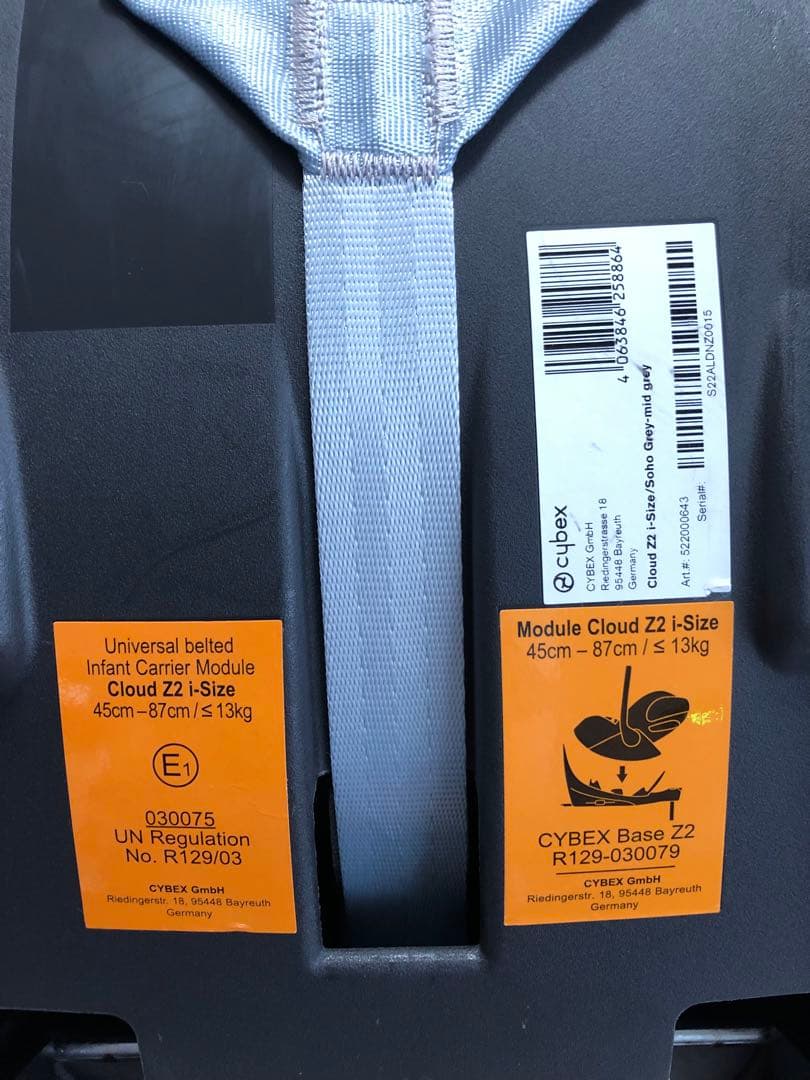 4 063846 258864
S22ALDNZ0015
Cloud Z2 i-Size/Soho Grey-mid grey
Art.#: 522000643
Serial#:
cybex
CYBEX GmbH
Riedingerstrasse 18
95448 Bayreuth
Germany
Universal belted
Infant Carrier Module
Cloud Z2 i-Size
45cm – 87cm / ≤ 13kg
E1
030075
UN Regulation
No. R129/03
CYBEX GmbH
Riedingerstr. 18, 95448 Bayreuth
Germany
Module Cloud Z2 i-Size
45cm – 87cm / ≤ 13kg
CYBEX Base Z2
R129-030079
CYBEX GmbH
Riedingerstr. 18, 95448 Bayreuth
Germany